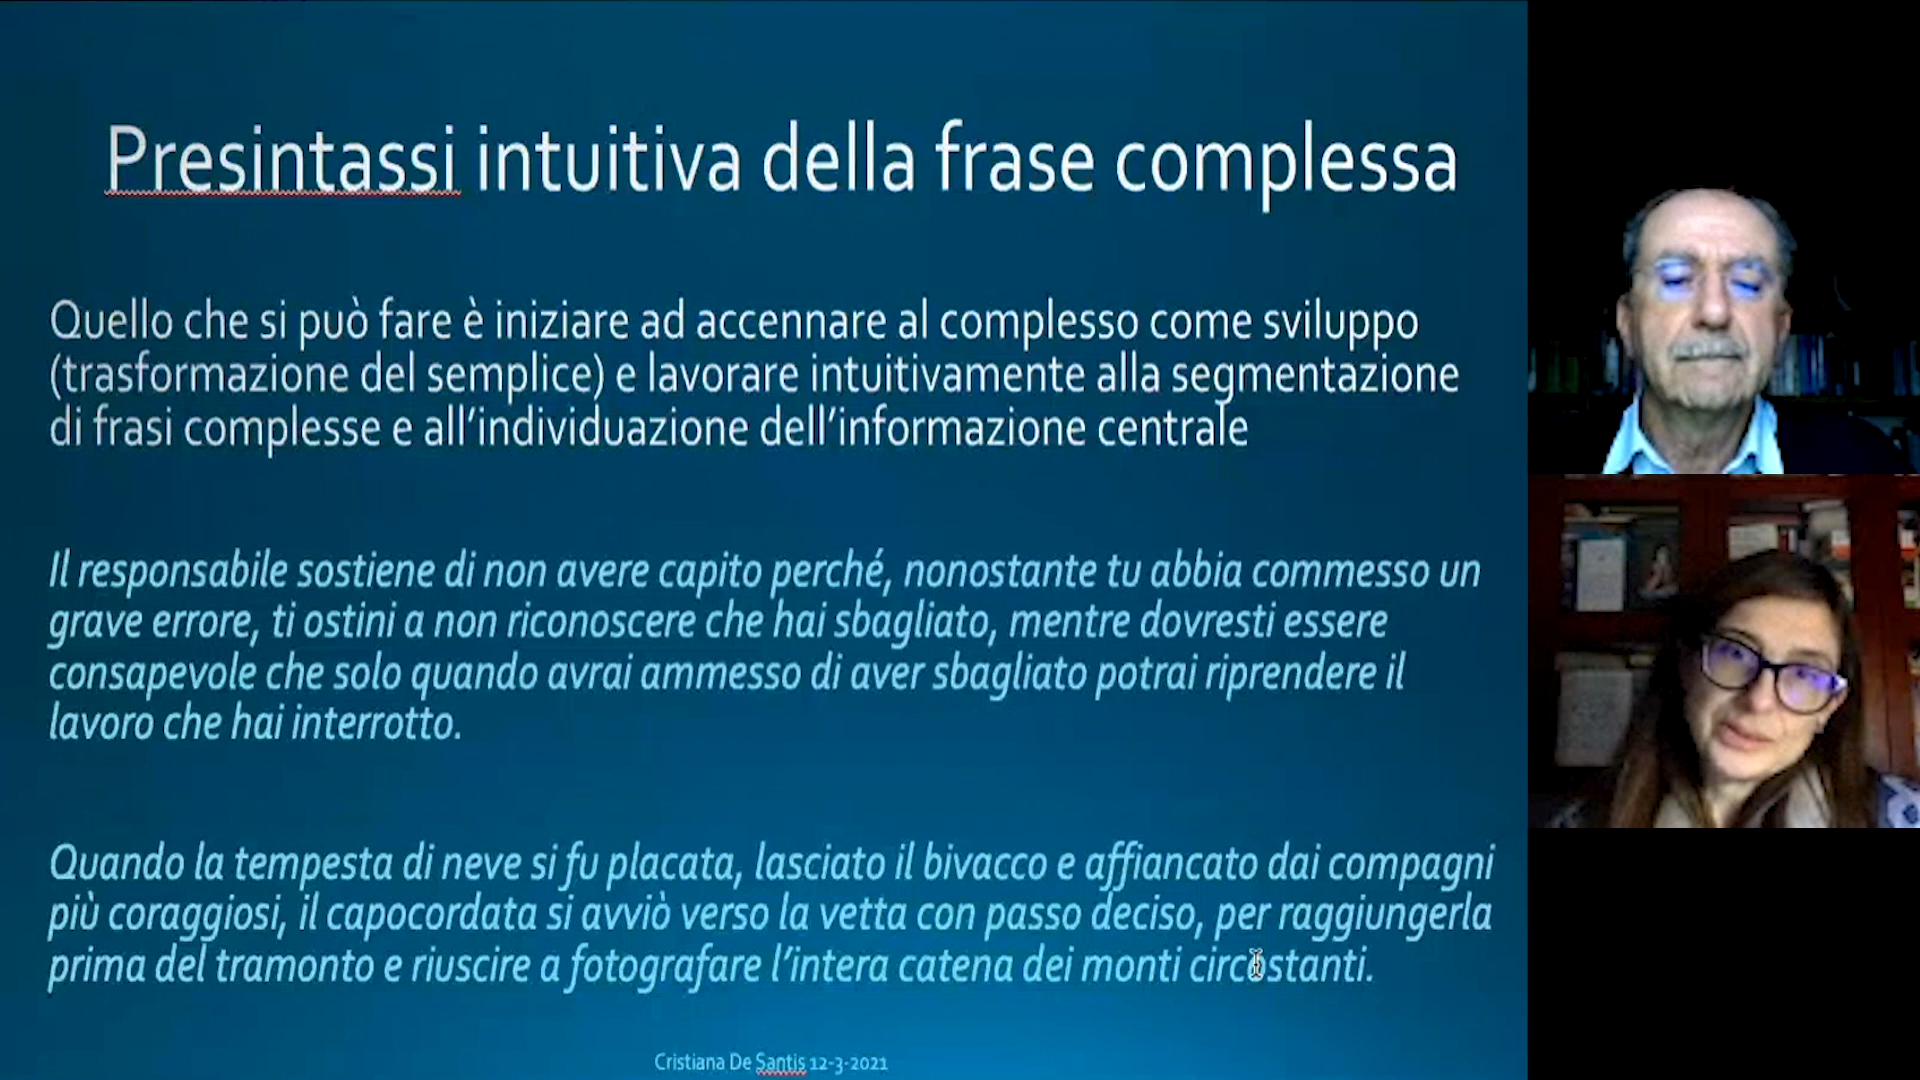 Presintassi intuitiva della frase complessa
Quello che si può fare è iniziare ad accennare al complesso come sviluppo
(trasformazione del semplice) e lavorare intuitivamente alla segmentazione
di frasi complesse e all’individuazione dell’informazione centrale
Il responsabile sostiene di non avere capito perché, nonostante tu abbia commesso un
grave errore, ti ostini a non riconoscere che hai sbagliato, mentre dovresti essere
consapevole che solo quando avrai ammesso di aver sbagliato potrai riprendere il
lavoro che hai interrotto.
Quando la tempesta di neve si fu placata, lasciato il bivacco e affiancato dai compagni
più coraggiosi, il capocordata si avviò verso la vetta con passo deciso, per raggiungerla
prima del tramonto e riuscire a fotografare l’intera catena dei monti circostanti.
Cristiana De Santis 12-3-2021